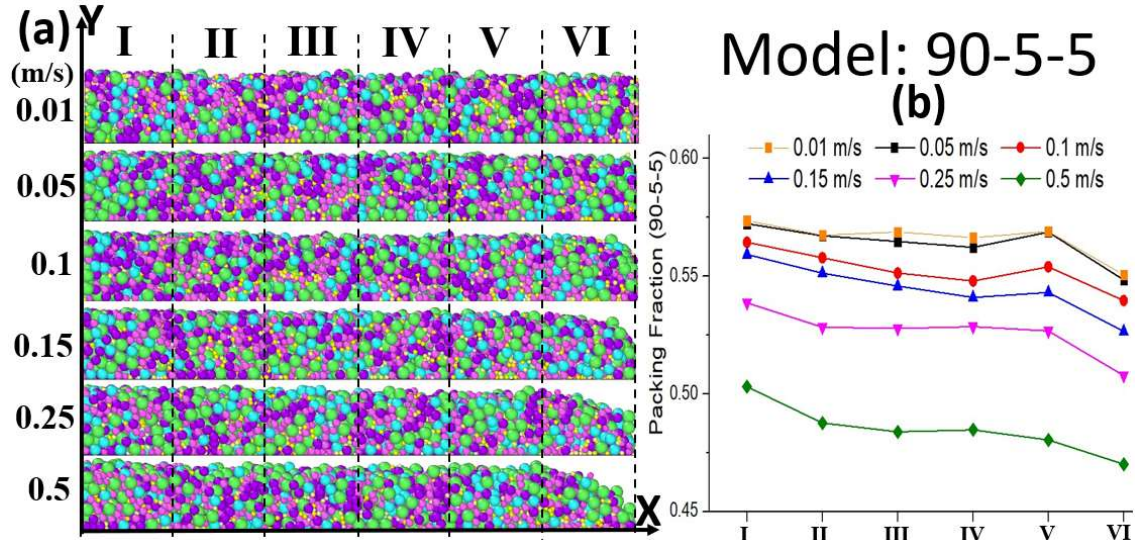 (a) Y
I II III IV V VI
(m/s)
0.01
0.05
0.1
0.15
0.25
0.5
X
Model: 90-5-5
(b)
0.01 m/s 0.05 m/s 0.1 m/s
0.15 m/s 0.25 m/s 0.5 m/s
Packing Fraction (90-5-5)
0.60
0.55
0.50
0.45
I II III IV V VI